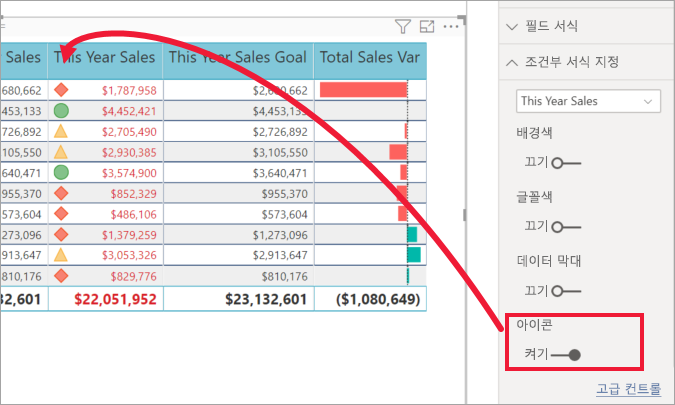 Sales This Year Sales This Year Sales Goal Total Sales Var
680,662 $1,787,958 662
453,133 $4,452,421 $4,453,133
726,892 $2,705,490 $2,726,892
105,550 $2,930,385 $3,105,550
640,471 $3,574,900 $3,640,471
955,370 $852,329 $955,370
573,604 $486,106 $573,604
273,096 $1,379,259 $1,273,096
913,647 $3,053,326 $2,913,647
810,176 $829,776 $810,176
32,601 $22,051,952 $23,132,601 ($1,080,649)
필드 서식
조건부 서식 지정
This Year Sales
배경색
끄기
글꼴색
끄기
데이터 막대
끄기
아이콘
켜기
고급 컨트롤